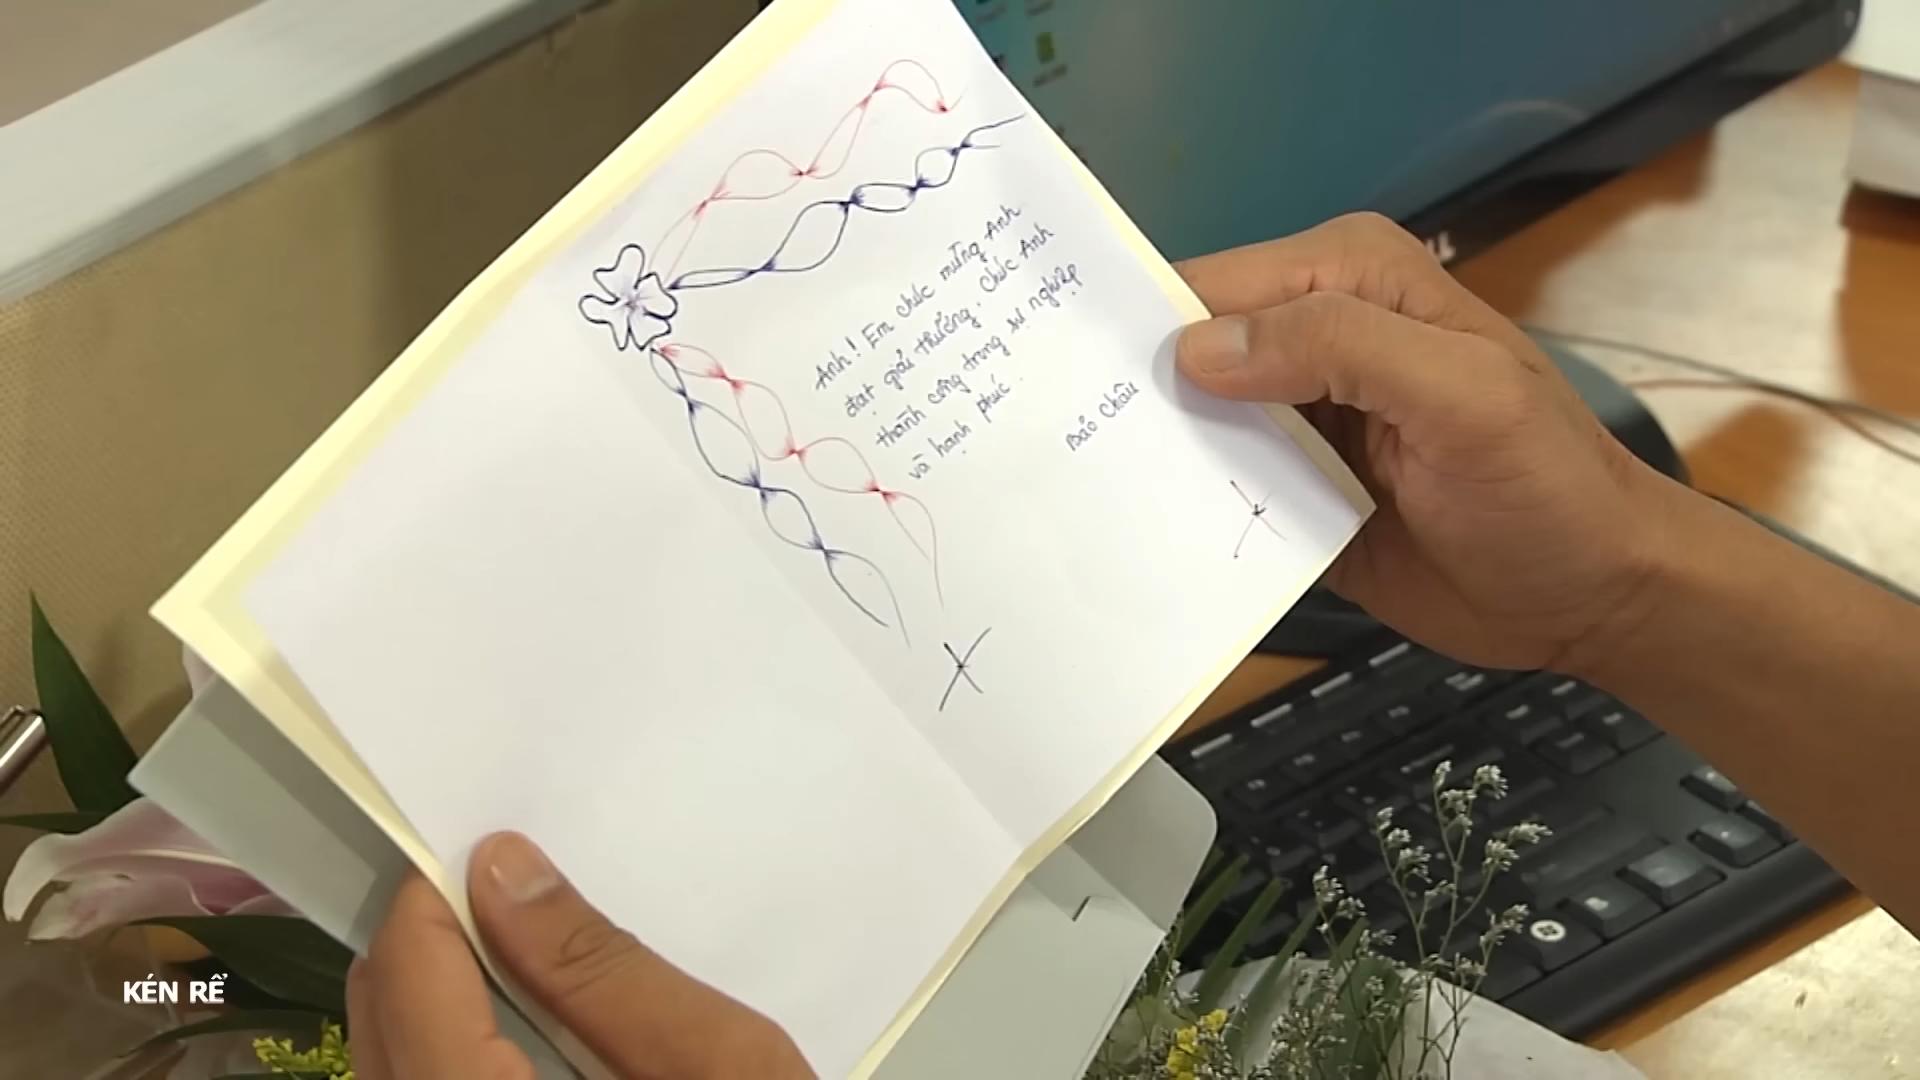 Anh! Em chúc mừng Anh
đạt giải thưởng. Chúc Anh
thành công trong sự nghiệp
và hạnh phúc.
Bảo Châu
KÉN RỂ